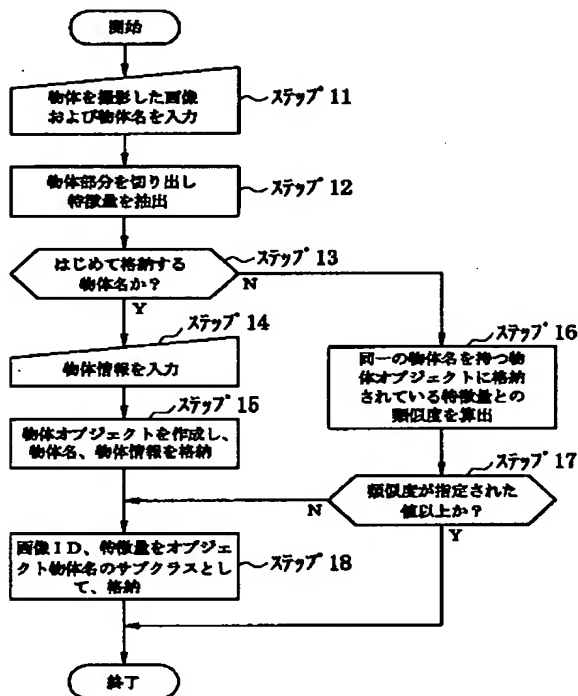 開始
物体を撮影した画像
および物体名を入力
ステップ 11
物体部分を切り出し
特徴量を抽出
ステップ 12
はじめて格納する
物体名か?
ステップ 13
N
Y
ステップ 14
物体情報を入力
ステップ 15
物体オブジェクトを作成し、
物体名、物体情報を格納
ステップ 16
同一の物体名を持つ物
体オブジェクトに格納
されている特徴量との
類似度を算出
ステップ 17
類似度が指定された
値以上か?
N
Y
画像ID、特徴量をオブジェ
クト物体名のサブクラスとし
て、格納
ステップ 18
終了